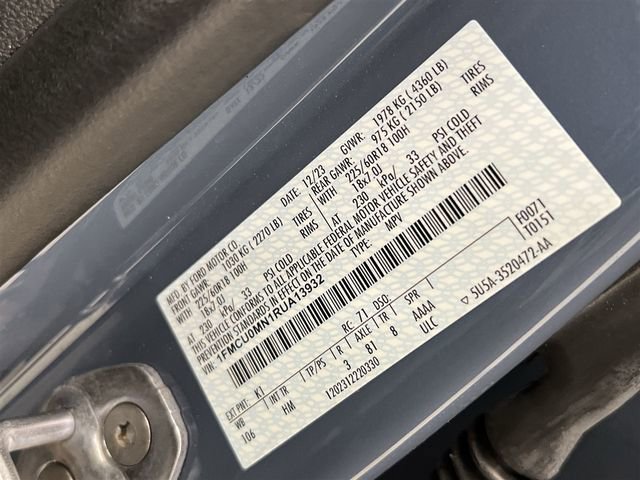 MFD. BY FORD MOTOR CO.
DATE: 12/23 GVWR: 1978 KG ( 4360 LB)
FRONT GAWR: 1030 KG ( 2270 LB) REAR GAWR: 975 KG ( 2150 LB)
225/60R18 100H TIRES 225/60R18 100H TIRES
18x7.0J RIMS 18x7.0J RIMS
AT 230 kPa/ 33 PSI COLD AT 230 kPa/ 33 PSI COLD
THIS VEHICLE CONFORMS TO ALL APPLICABLE FEDERAL MOTOR VEHICLE SAFETY AND THEFT
PREVENTION STANDARDS IN EFFECT ON THE DATE OF MANUFACTURE SHOWN ABOVE.
VIN: 1FMCU0MN1RUA13932 TYPE: MPV
F0071
T0151
EXT PNT: K1 RC: 71 DSO:
WB INT TR TP/PS R AXLE TR SPR
106 HM 3 81 8 AAAA
1202312220330 ULC
5U5A-3520472-AA